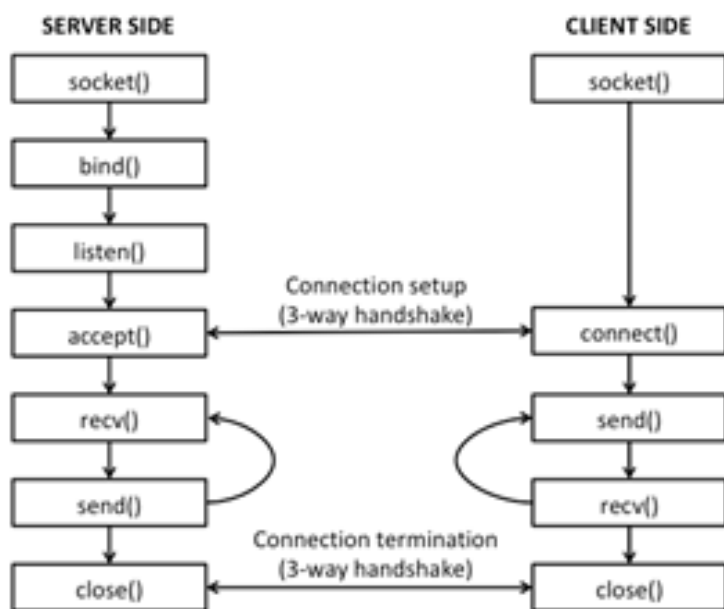 SERVER SIDE
CLIENT SIDE
socket()
socket()
bind()
listen()
Connection setup
(3-way handshake)
accept()
connect()
recv()
send()
send()
recv()
Connection termination
(3-way handshake)
close()
close()